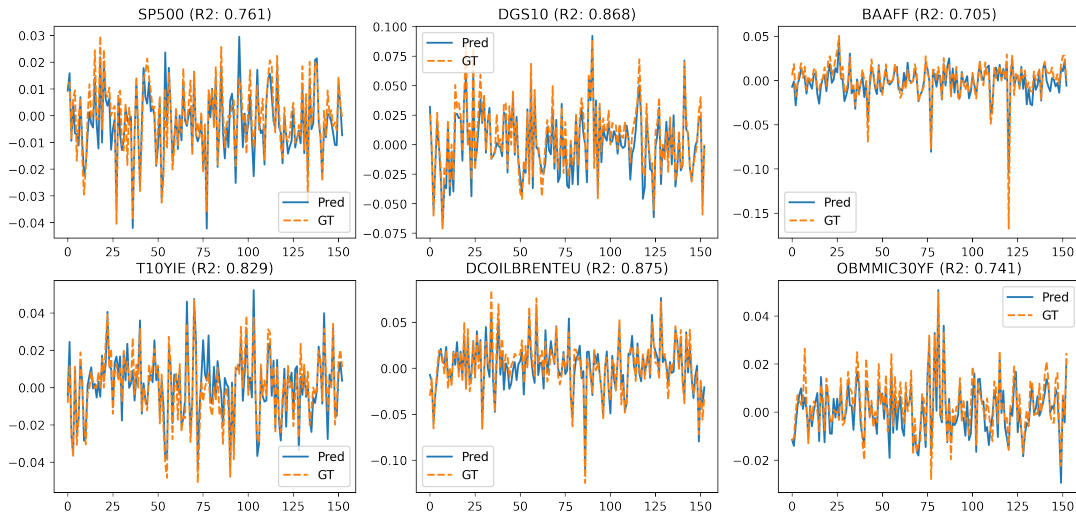 SP500 (R2: 0.761)
0.03
0.02
0.01
0.00
−0.01
−0.02
−0.03
−0.04
Pred
GT
0 25 50 75 100 125 150
DGS10 (R2: 0.868)
0.100
0.075
0.050
0.025
0.000
−0.025
−0.050
−0.075
Pred
GT
0 25 50 75 100 125 150
BAAFF (R2: 0.705)
0.05
0.00
−0.05
−0.10
−0.15
Pred
GT
0 25 50 75 100 125 150
T10YIE (R2: 0.829)
0.04
0.02
0.00
−0.02
−0.04
Pred
GT
0 25 50 75 100 125 150
DCOILBRENTEU (R2: 0.875)
0.05
0.00
−0.05
−0.10
Pred
GT
0 25 50 75 100 125 150
OBMMIC30YF (R2: 0.741)
0.04
0.02
0.00
−0.02
Pred
GT
0 25 50 75 100 125 150